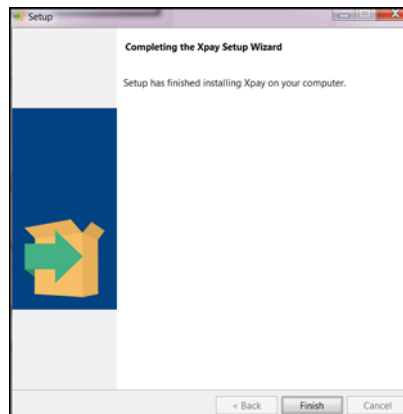 Setup
Completing the Xpay Setup Wizard
Setup has finished installing Xpay on your computer.
< Back
Finish
Cancel